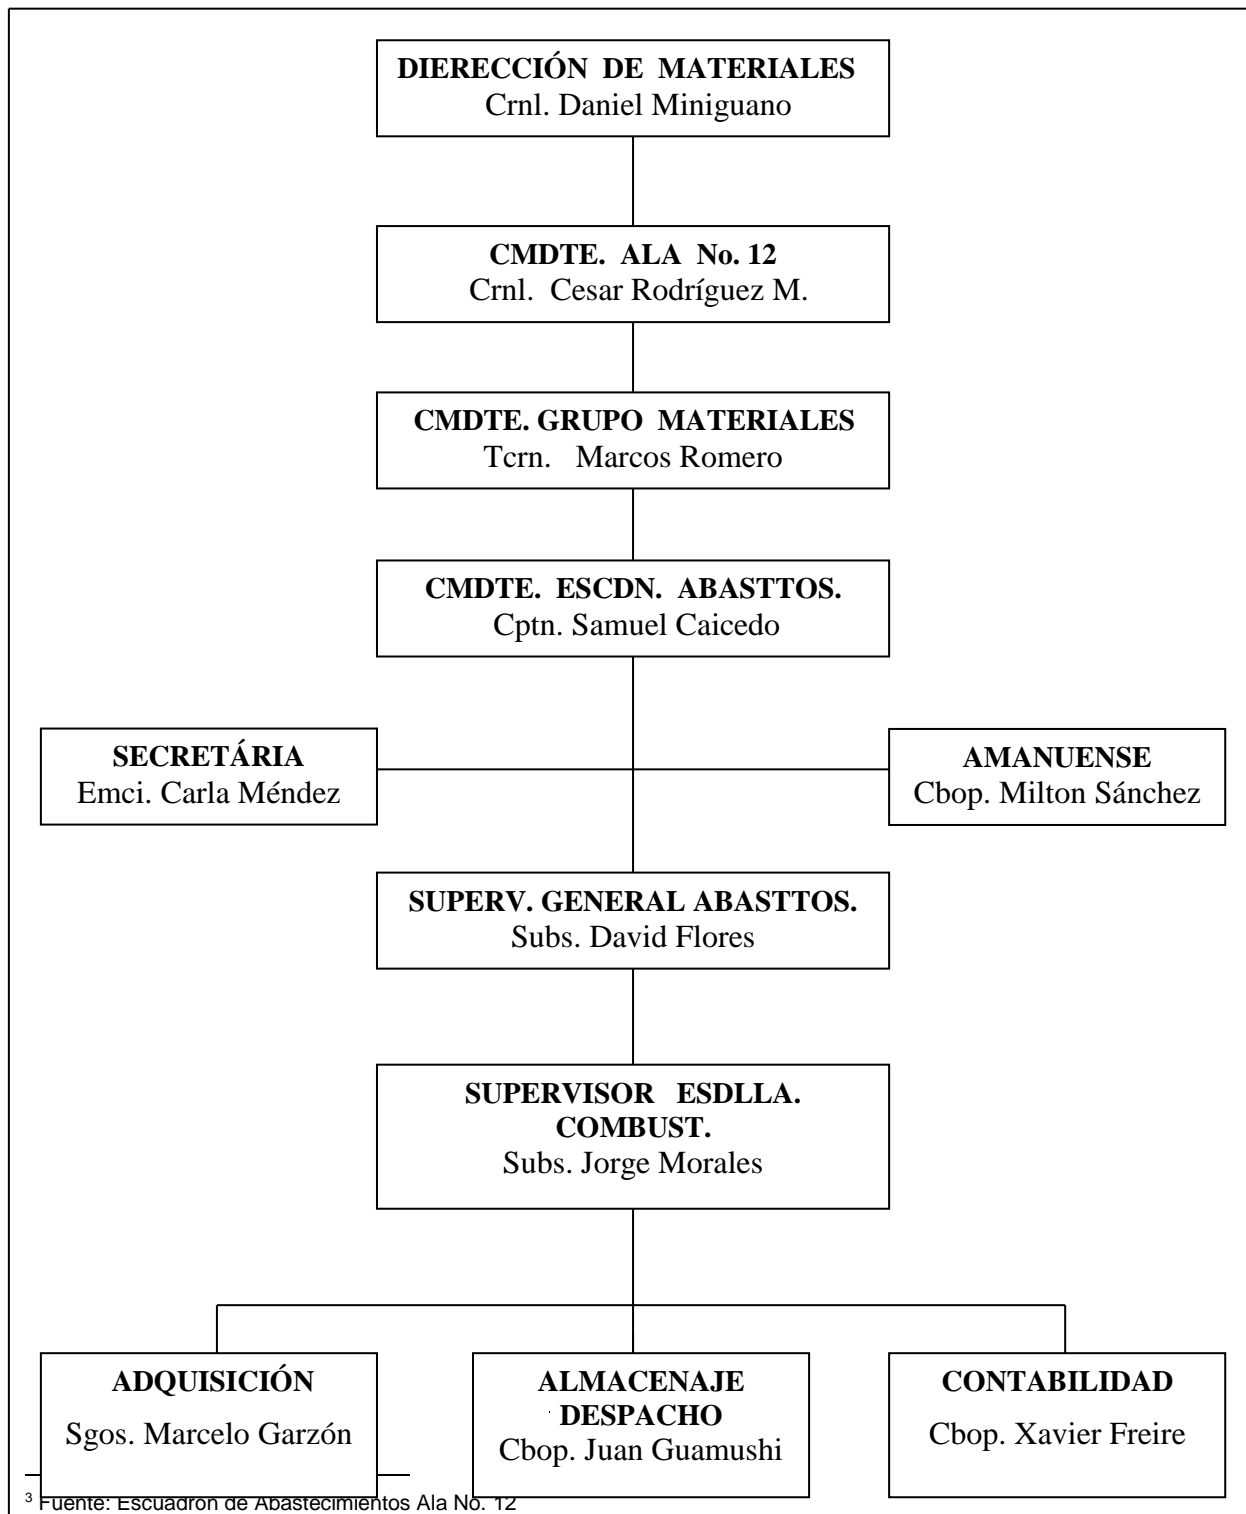 DIERECCIÓN DE MATERIALES
Crnl. Daniel Miniguano
CMDTE. ALA No. 12
Crnl. Cesar Rodríguez M.
CMDTE. GRUPO MATERIALES
Tcrn. Marcos Romero
CMDTE. ESCDN. ABASTTOS.
Cptn. Samuel Caicedo
SECRETÁRIA
Emci. Carla Méndez
AMANUENSE
Cbop. Milton Sánchez
SUPERV. GENERAL ABASTTOS.
Subs. David Flores
SUPERVISOR ESDLLA.
COMBUST.
Subs. Jorge Morales
ADQUISICIÓN
Sgos. Marcelo Garzón
ALMACENAJE
DESPACHO
Cbop. Juan Guamushi
CONTABILIDAD
Cbop. Xavier Freire
3 Fuente: Escuadrón de Abastecimientos Ala No. 12